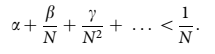 α + β/N + γ/N² + ... < 1/N.